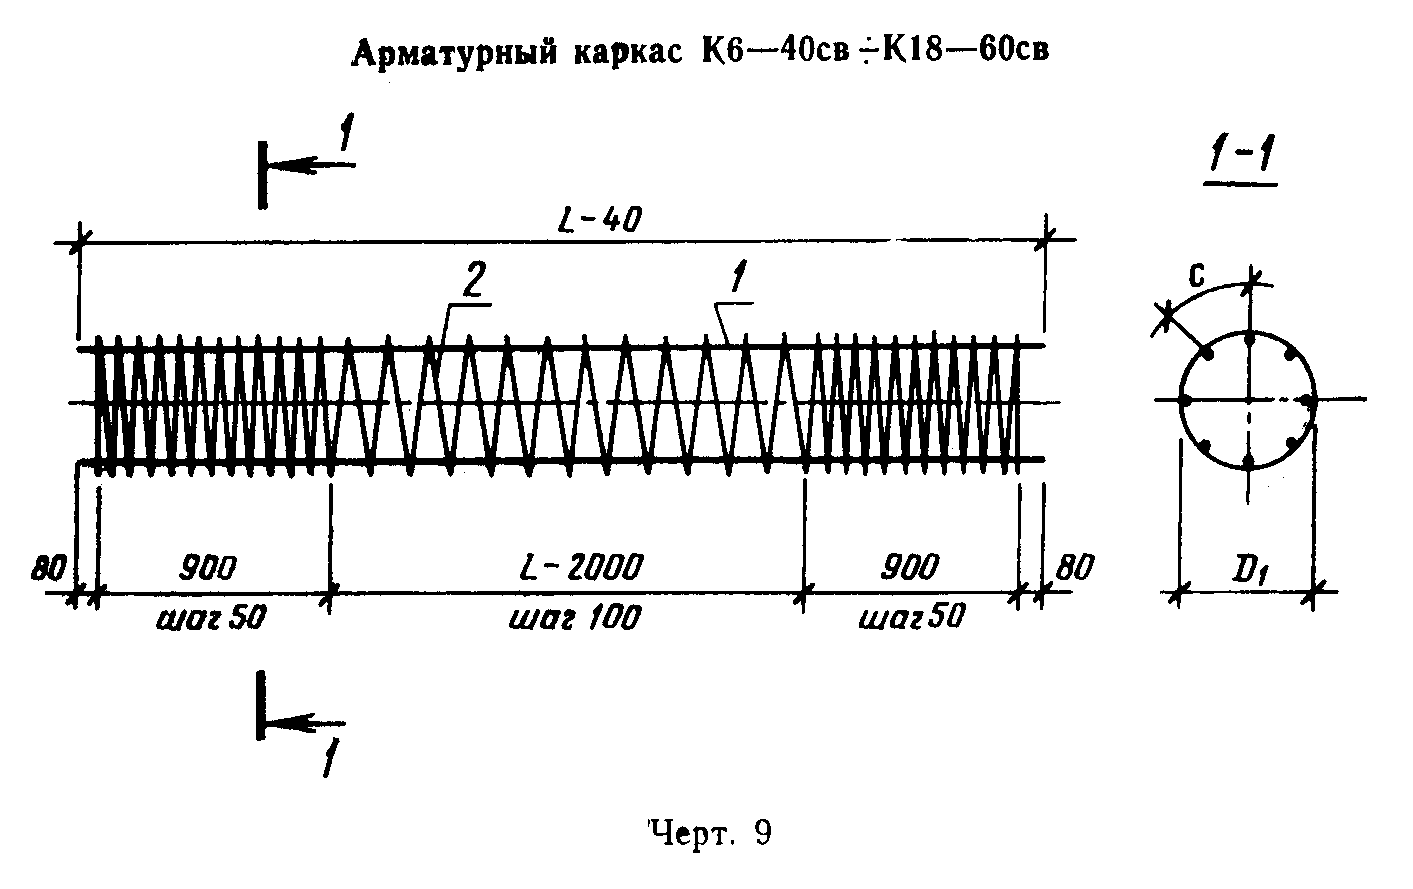 Арматурный каркас К6—40св÷К18—60св
1
1-1
L-40
2
1
c
80
900
L-2000
900
80
D1
шаг 50
шаг 100
шаг 50
1
Черт. 9